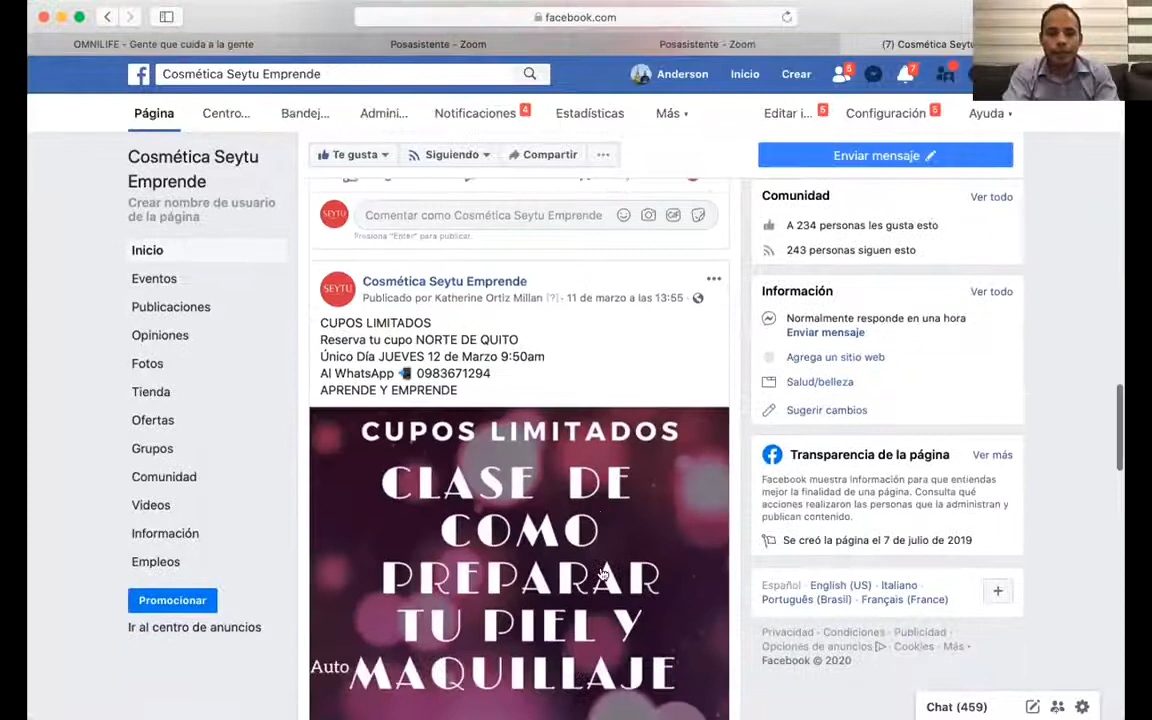 facebook.com
OMNILIFE - Gente que cuida a la gente
Posasistente - Zoom
Posasistente - Zoom
(7) Cosmética Seytu
Cosmética Seytu Emprende
Anderson
Inicio
Crear
6
7
Página
Centro...
Bandej...
Admini...
Notificaciones 4
Estadísticas
Más
Editar i... 5
Configuración 5
Ayuda
Cosmética Seytu
Emprende
Crear nombre de usuario
de la página
Inicio
Eventos
Publicaciones
Opiniones
Fotos
Tienda
Ofertas
Grupos
Comunidad
Videos
Información
Empleos
Promocionar
Ir al centro de anuncios
Te gusta
Siguiendo
Compartir
Enviar mensaje
SEYTU
Comentar como Cosmética Seytu Emprende
GIF
Presiona "Enter" para publicar.
SEYTU
Cosmética Seytu Emprende
Publicado por Katherine Ortiz Millan [?] · 11 de marzo a las 13:55 ·
CUPOS LIMITADOS
Reserva tu cupo NORTE DE QUITO
Único Día JUEVES 12 de Marzo 9:50am
Al WhatsApp 📲 0983671294
APRENDE Y EMPRENDE
CUPOS LIMITADOS
CLASE DE
COMO
PREPARAR
TU PIEL Y
MAQUILLAJE
Auto
Comunidad
Ver todo
A 234 personas les gusta esto
243 personas siguen esto
Información
Ver todo
Normalmente responde en una hora
Enviar mensaje
Agrega un sitio web
Salud/belleza
Sugerir cambios
Transparencia de la página
Ver más
Facebook muestra información para que entiendas
mejor la finalidad de una página. Consulta qué
acciones realizaron las personas que la administran y
publican contenido.
Se creó la página el 7 de julio de 2019
Español · English (US) · Italiano ·
Português (Brasil) · Français (France)
Privacidad · Condiciones · Publicidad ·
Opciones de anuncios · Cookies · Más
Facebook © 2020
Chat (459)